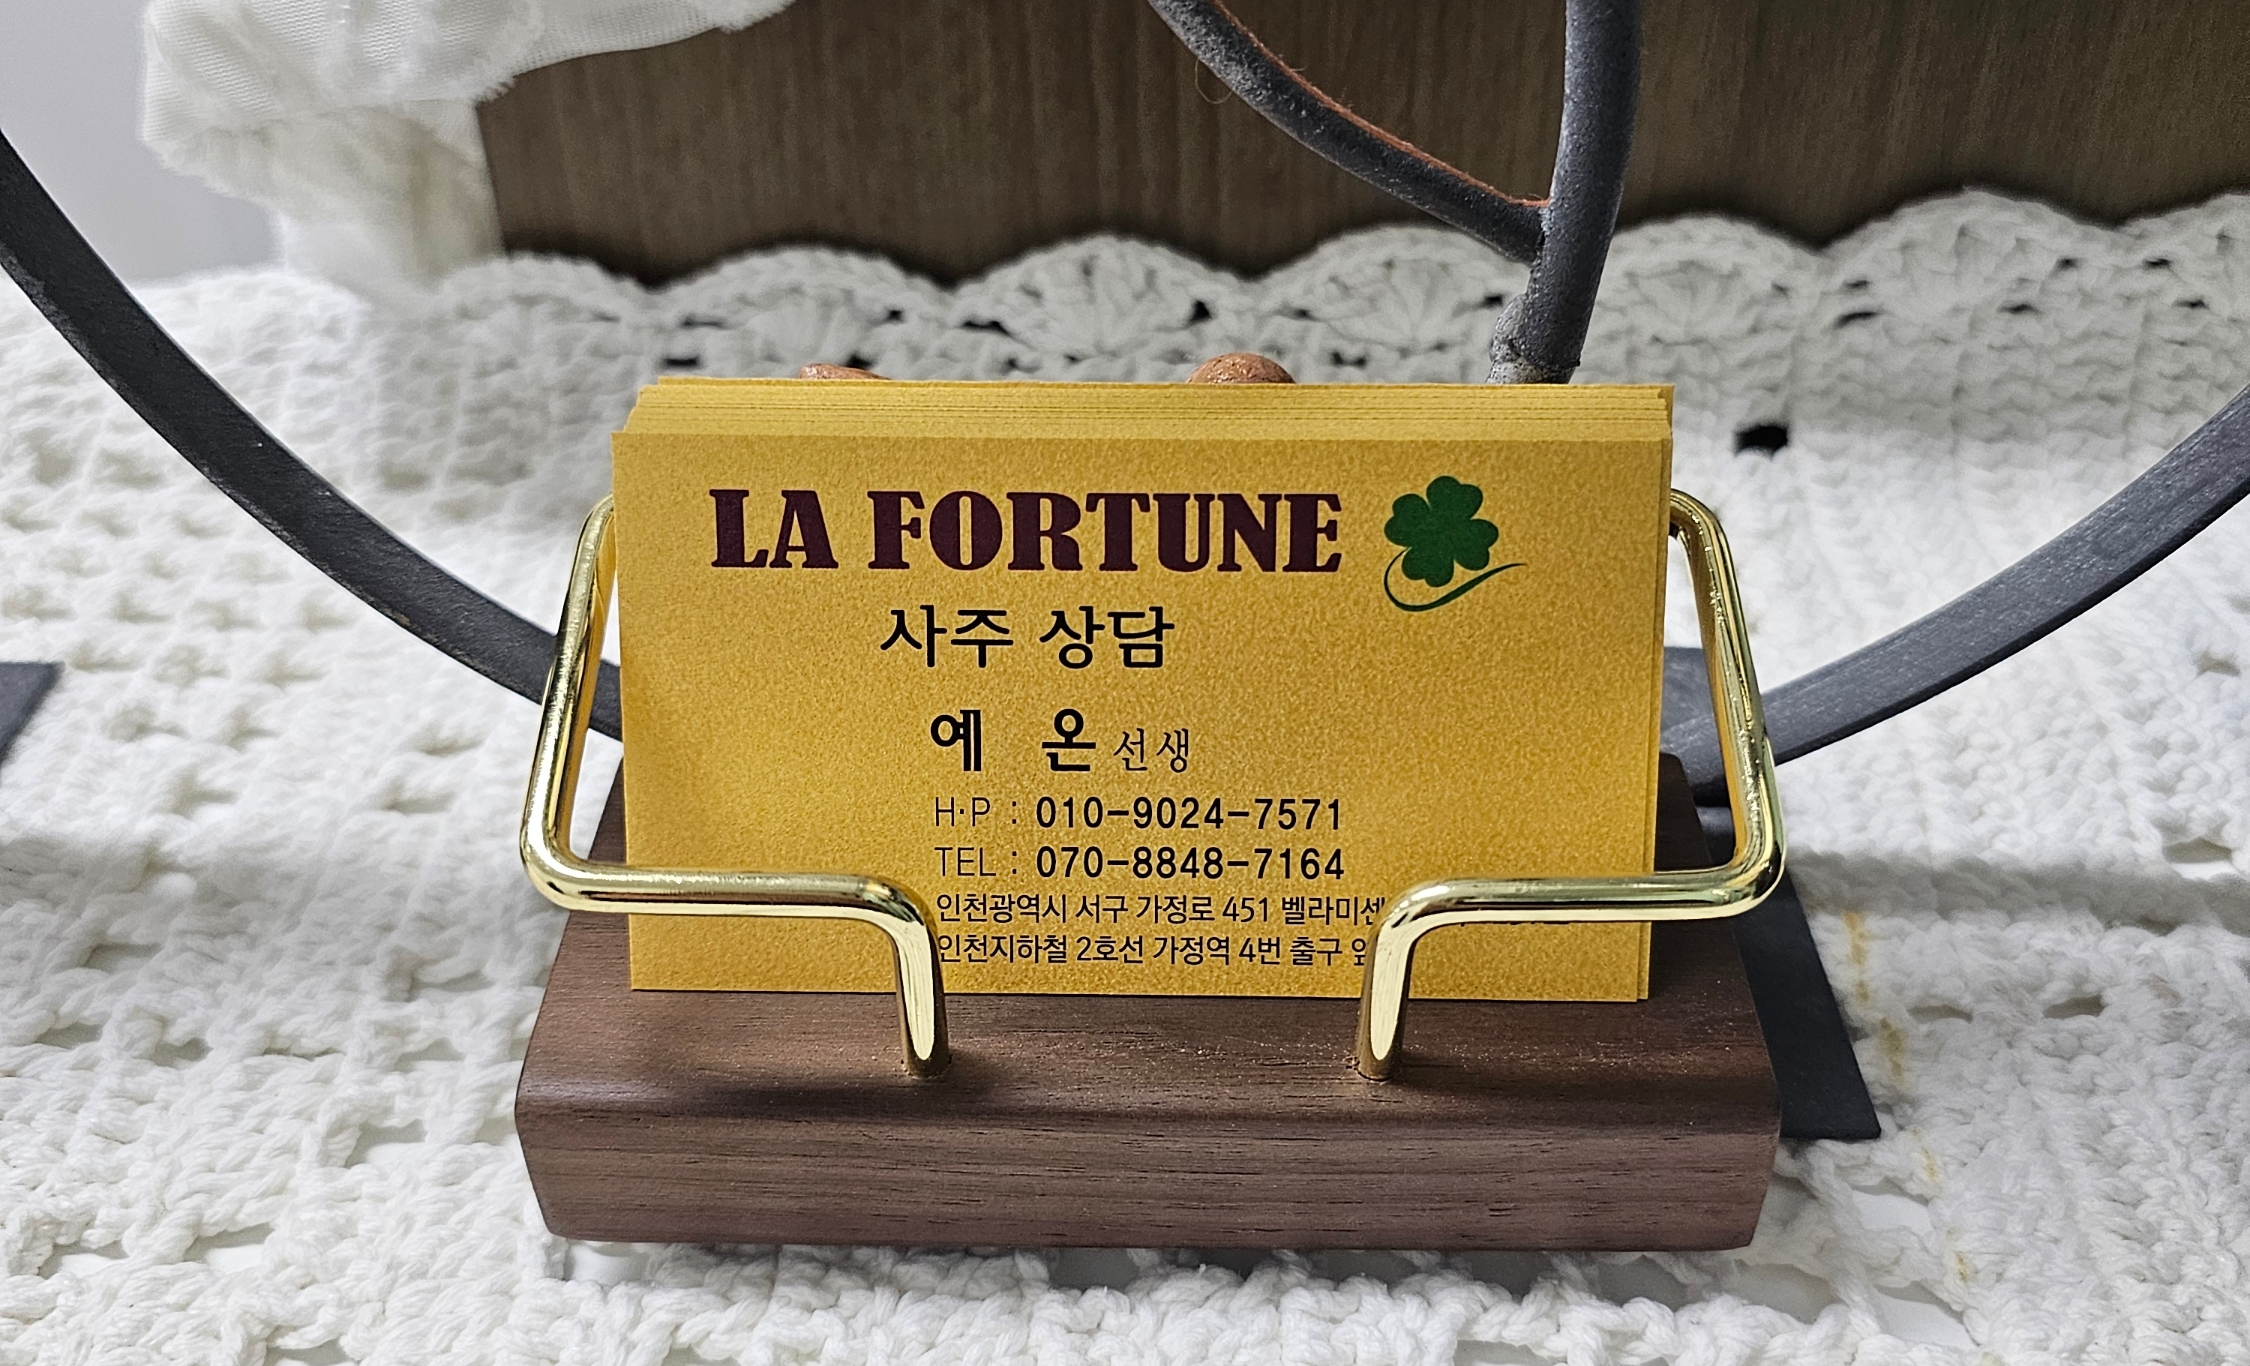 LA FORTUNE
사주 상담
예 온 선생
H·P : 010-9024-7571
TEL : 070-8848-7164
인천광역시 서구 가정로 451
인천지하철 2호선 가정역 4번 출구